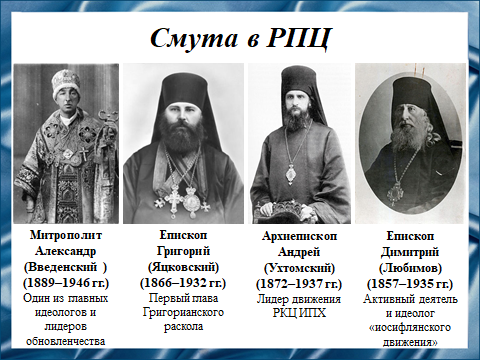 Смута в РПЦ
Митрополит
Александр
(Введенский )
(1889–1946 гг.)
Один из главных
идеологов и
лидеров
обновленчества
Епископ
Григорий
(Яцковский)
(1866–1932 гг.)
Первый глава
Григорианского
раскола
Архиепископ
Андрей
(Ухтомский)
(1872–1937 гг.)
Лидер движения
РКЦ ИПХ
Епископ
Димитрий
(Любимов)
(1857–1935 гг.)
Активный деятель
и идеолог
«иосифлянского
движения»